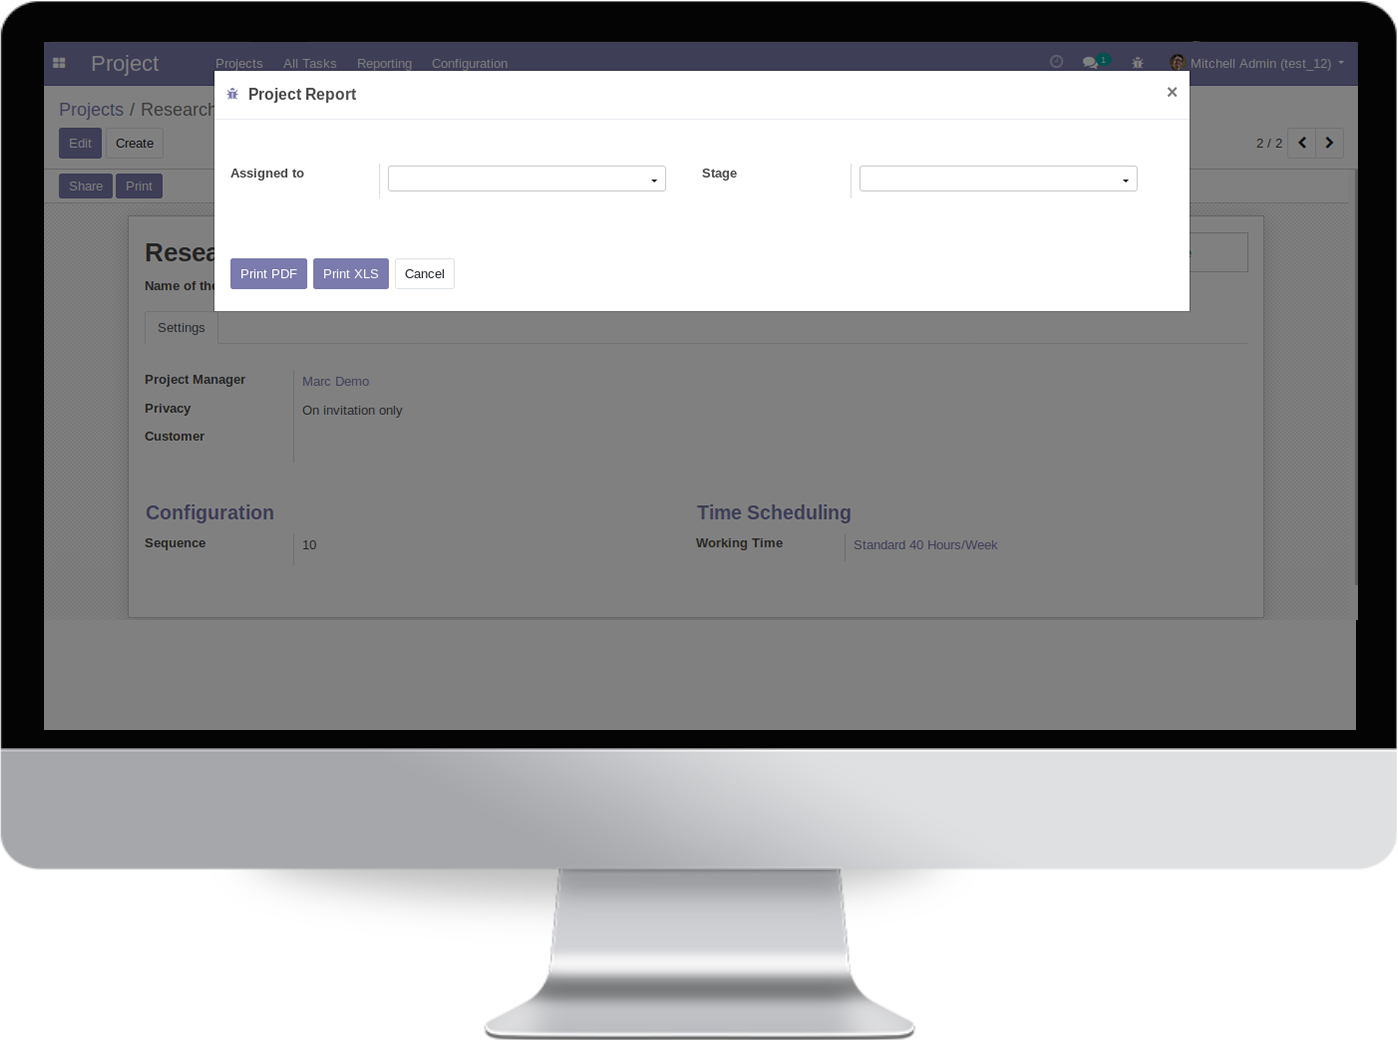 Project Projects All Tasks Reporting Configuration 1 Mitchell Admin (test_12)
Project Report ×
Projects / Research
Edit Create 2 / 2
Assigned to Stage
Share Print
Print PDF Print XLS Cancel
Name of the
Settings
Project Manager Marc Demo
Privacy On invitation only
Customer
Configuration Time Scheduling
Sequence 10 Working Time Standard 40 Hours/Week